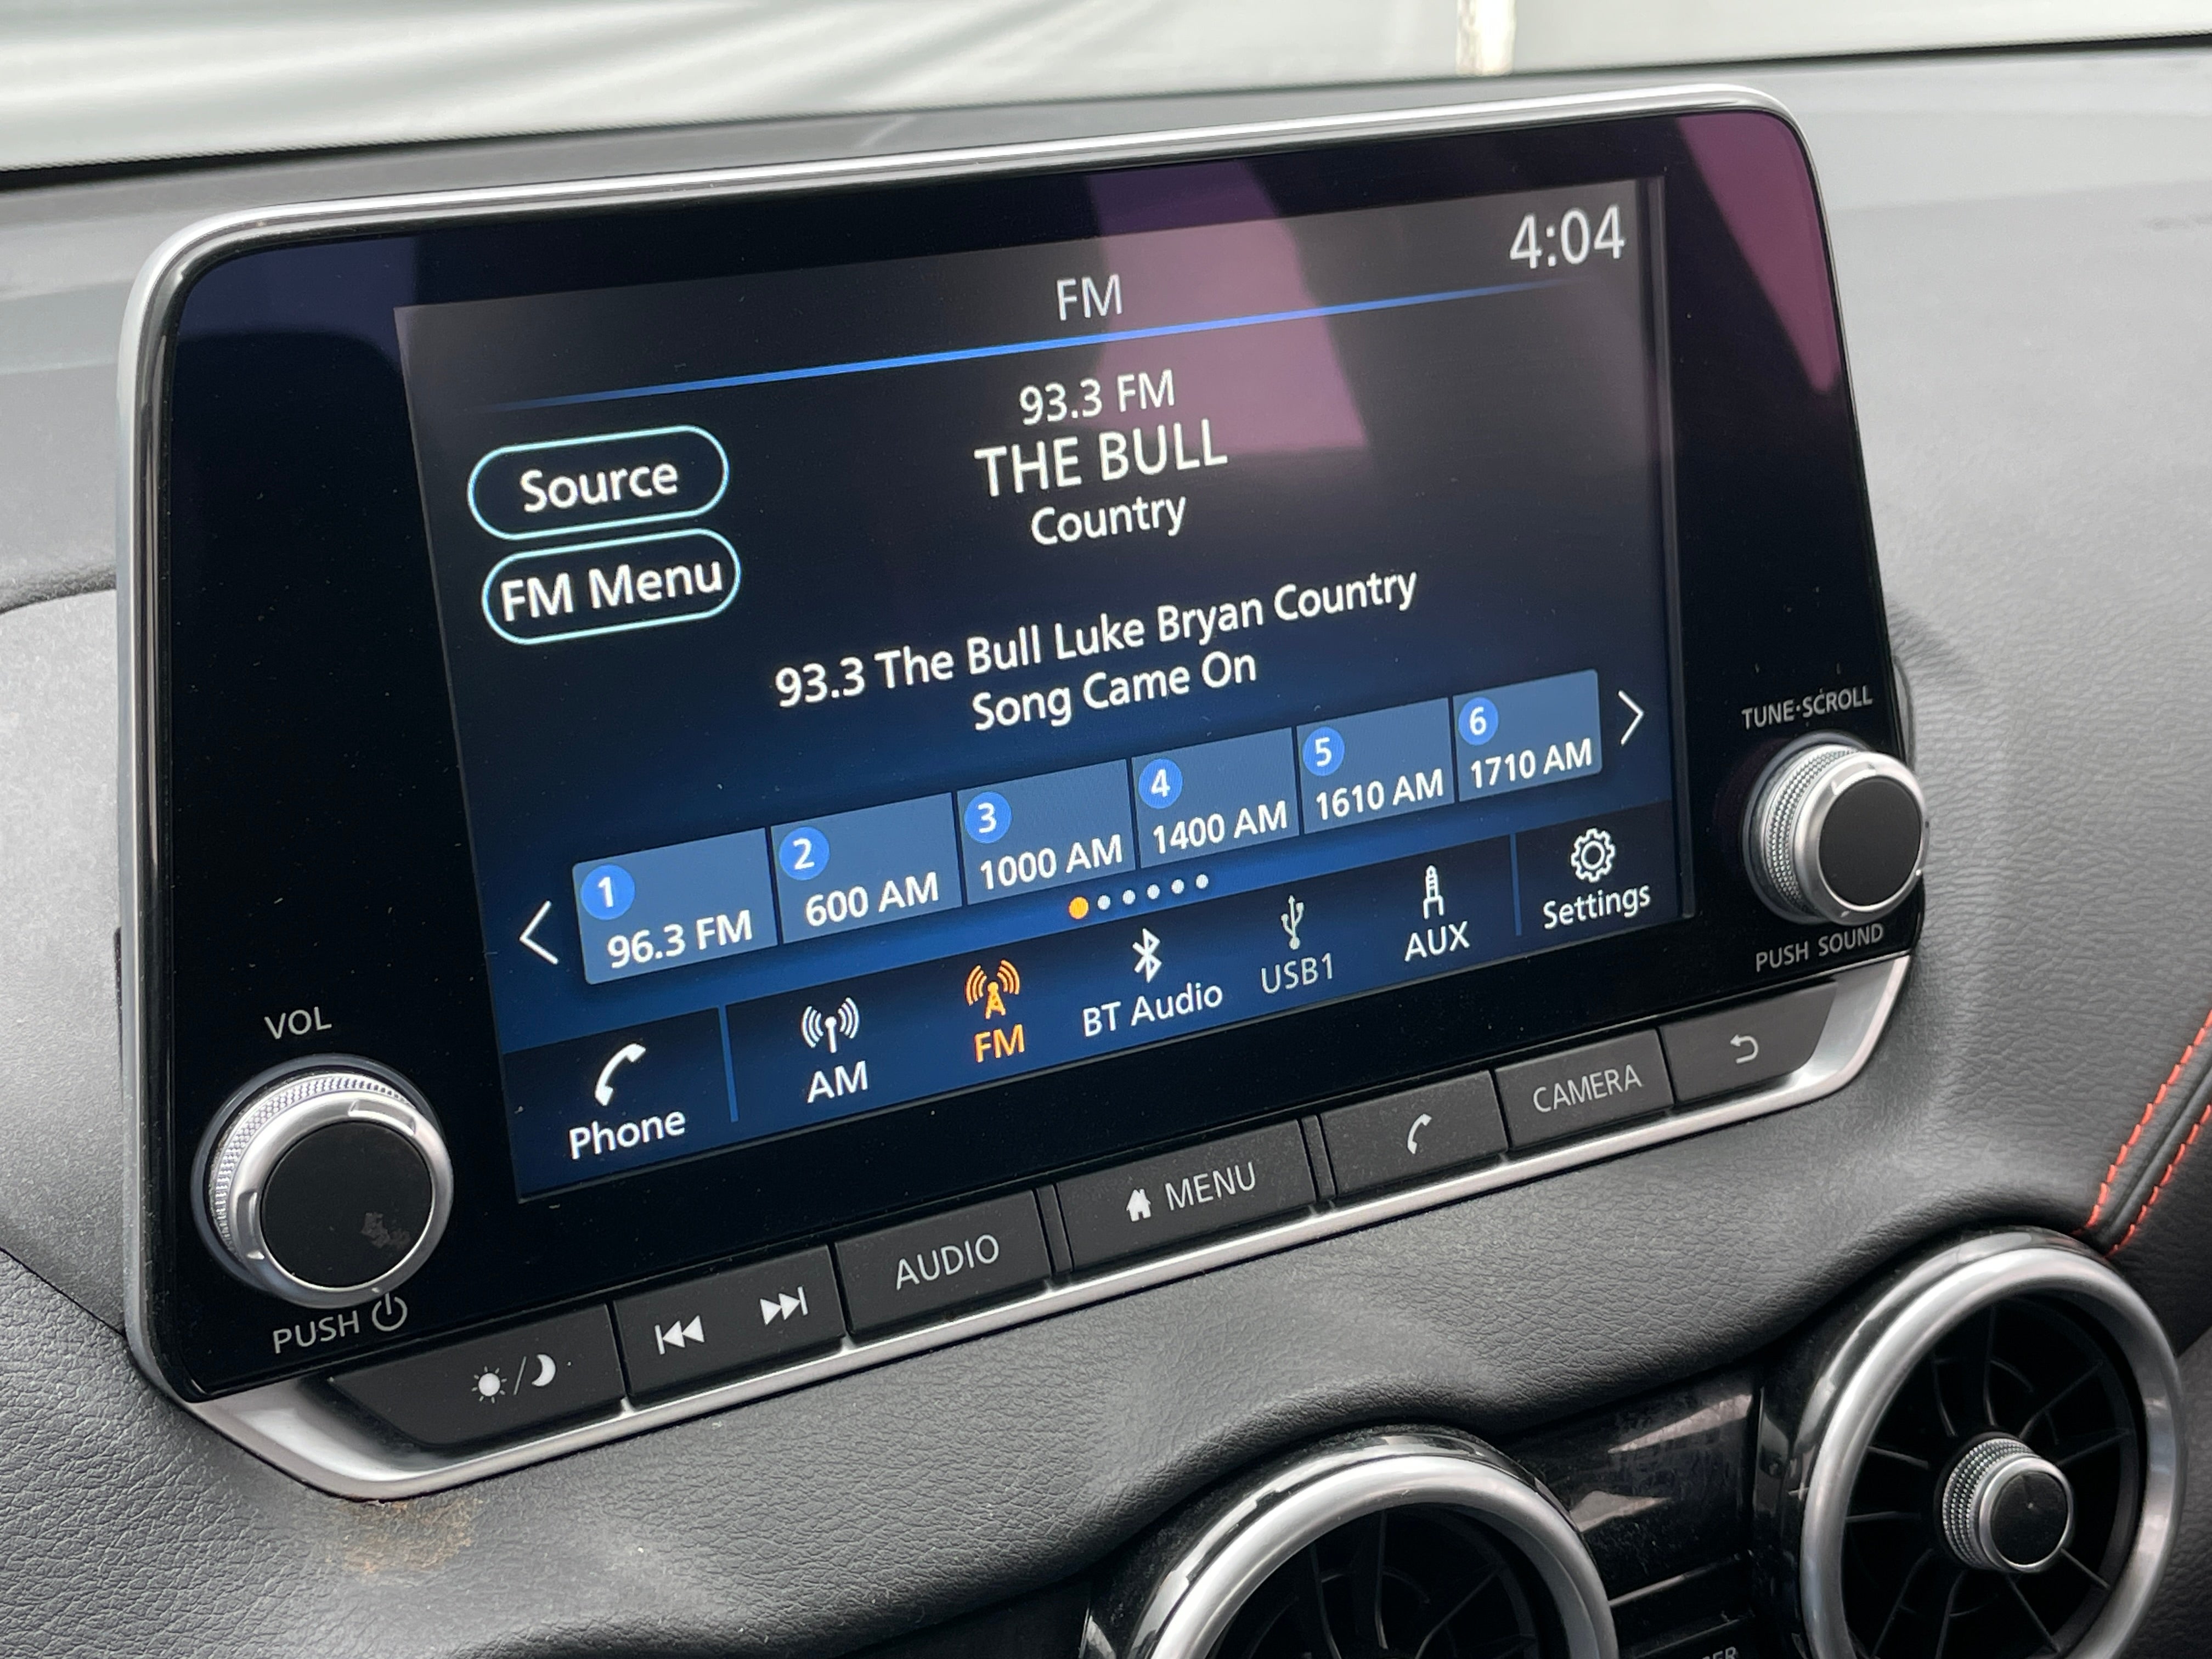 4:04
FM
93.3 FM
THE BULL
Country
Source
FM Menu
93.3 The Bull Luke Bryan Country
Song Came On
1
96.3 FM
2
600 AM
3
1000 AM
4
1400 AM
5
1610 AM
6
1710 AM
Phone
AM
FM
BT Audio
USB1
AUX
Settings
TUNE·SCROLL
PUSH SOUND
VOL
PUSH
AUDIO
MENU
CAMERA